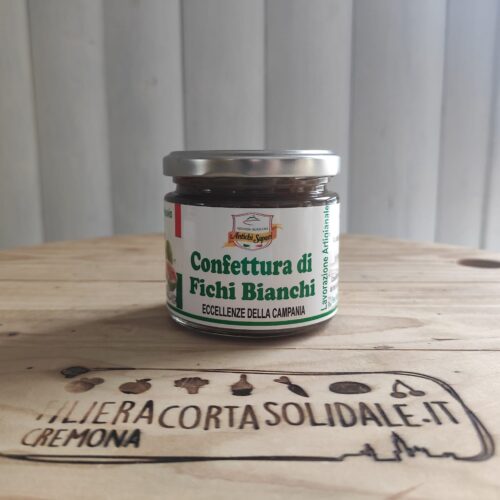 Antichi Sapori
Confettura di
Fichi Bianchi
ECCELLENZE DELLA CAMPANIA
Lavorazione Artigianale
FILIERACORTASOLIDALE.IT
CREMONA